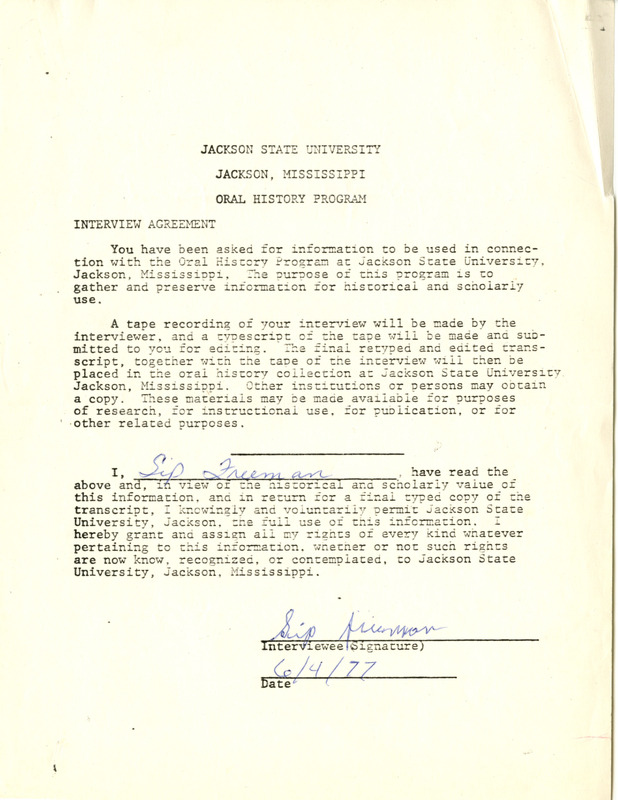 JACKSON STATE UNIVERSITY
JACKSON, MISSISSIPPI
ORAL HISTORY PROGRAM
INTERVIEW AGREEMENT
You have been asked for information to be used in connec-
tion with the Oral History Program at Jackson State University,
Jackson, Mississippi. The purpose of this program is to
gather and preserve information for historical and scholarly
use.
A tape recording of your interview will be made by the
interviewer, and a typescript of the tape will be made and sub-
mitted to you for editing. The final retyped and edited trans-
script, together with the tape of the interview will then be
placed in the oral history collection at Jackson State University
Jackson, Mississippi. Other institutions or persons may obtain
a copy. These materials may be made available for purposes
of research, for instructional use, for publication, or for
other related purposes.
I, Sip Freeman, have read the
above and, in view of the historical and scholarly value of
this information, and in return for a final typed copy of the
transcript, I knowingly and voluntarily permit Jackson State
University, Jackson, the full use of this information. I
hereby grant and assign all my rights of every kind whatever
pertaining to this information, whether or not such rights
are now know, recognized, or contemplated, to Jackson State
University, Jackson, Mississippi.
Sip Freeman
Interviewee (Signature)
6/4/77
Date